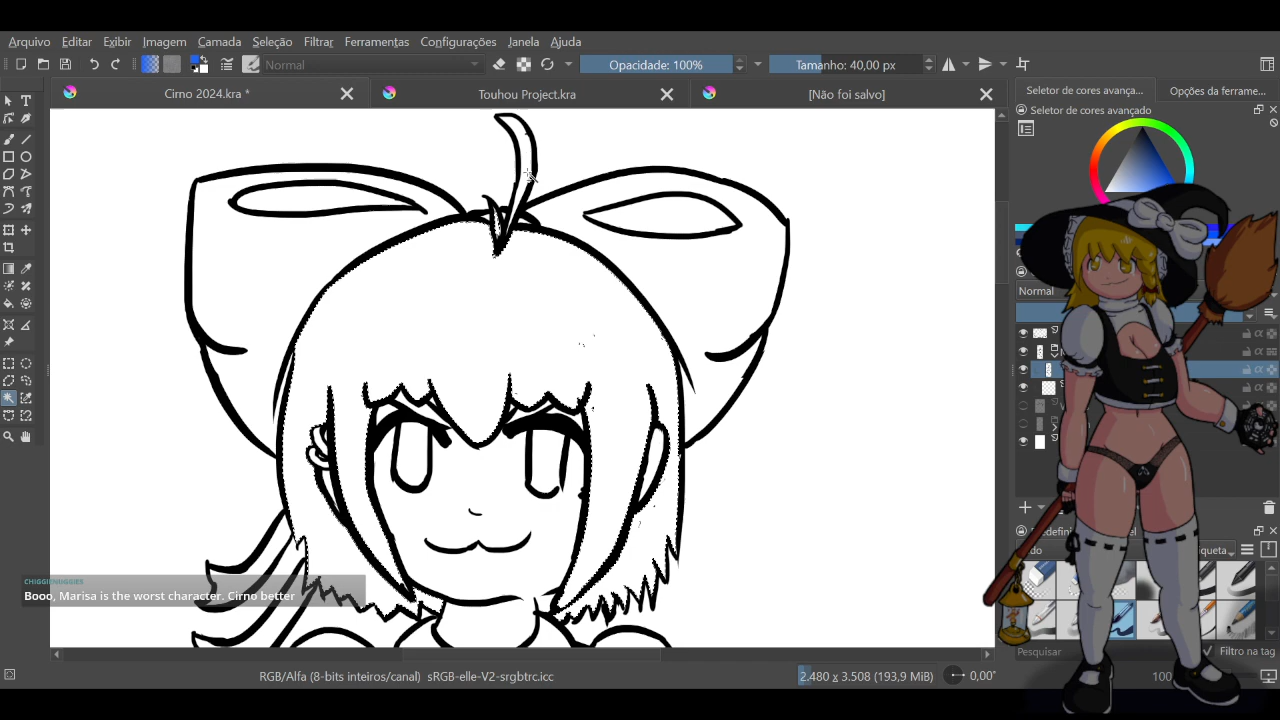 Arquivo Editar Exibir Imagem Camada Seleção Filtrar Ferramentas Configurações Janela Ajuda
Normal Opacidade: 100% Tamanho: 40,00 px
Cirno 2024.kra * Touhou Project.kra [Não foi salvo]
Seletor de cores avança... Opções da ferrame...
Seletor de cores avançado
Normal
CHIGGIENUGGIES
Booo, Marisa is the worst character. Cirno better
Pesquisar Filtro na tag
RGB/Alfa (8-bits inteiros/canal) sRGB-elle-V2-srgbtrc.icc 2.480 x 3.508 (193,9 MiB) 0,00° 100